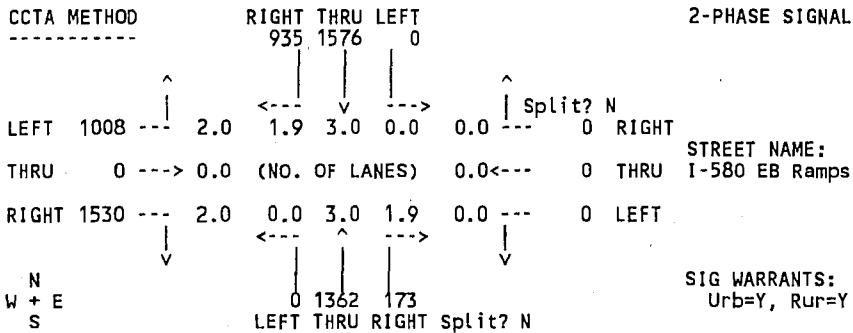 CCTA METHOD RIGHT THRU LEFT 2-PHASE SIGNAL
----------- 935 1576 0
^ | | | ^
| <--- v ---> | Split? N
LEFT 1008 --- 2.0 1.9 3.0 0.0 0.0 --- 0 RIGHT
STREET NAME:
THRU 0 ---> 0.0 (NO. OF LANES) 0.0<--- 0 THRU I-580 EB Ramps
RIGHT 1530 --- 2.0 0.0 3.0 1.9 0.0 --- 0 LEFT
| <--- ^ ---> |
v | | | v
N SIG WARRANTS:
W + E 0 1362 173 Urb=Y, Rur=Y
S LEFT THRU RIGHT Split? N